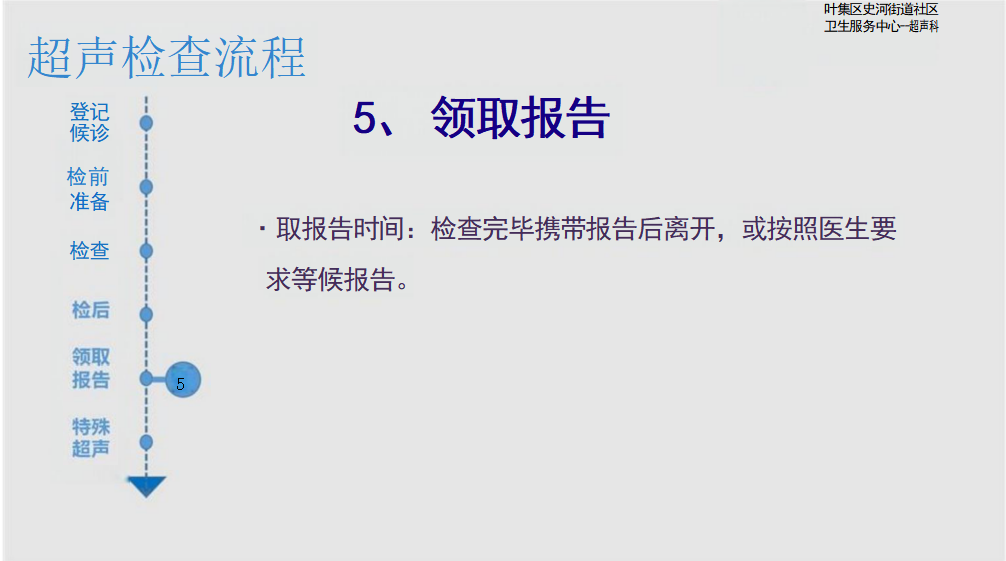 叶集区史河街道社区
卫生服务中心--超声科
超声检查流程
登记
候诊
检前
准备
检查
检后
领取
报告
5
特殊
超声
5、 领取报告
·取报告时间：检查完毕携带报告后离开，或按照医生要
求等候报告。